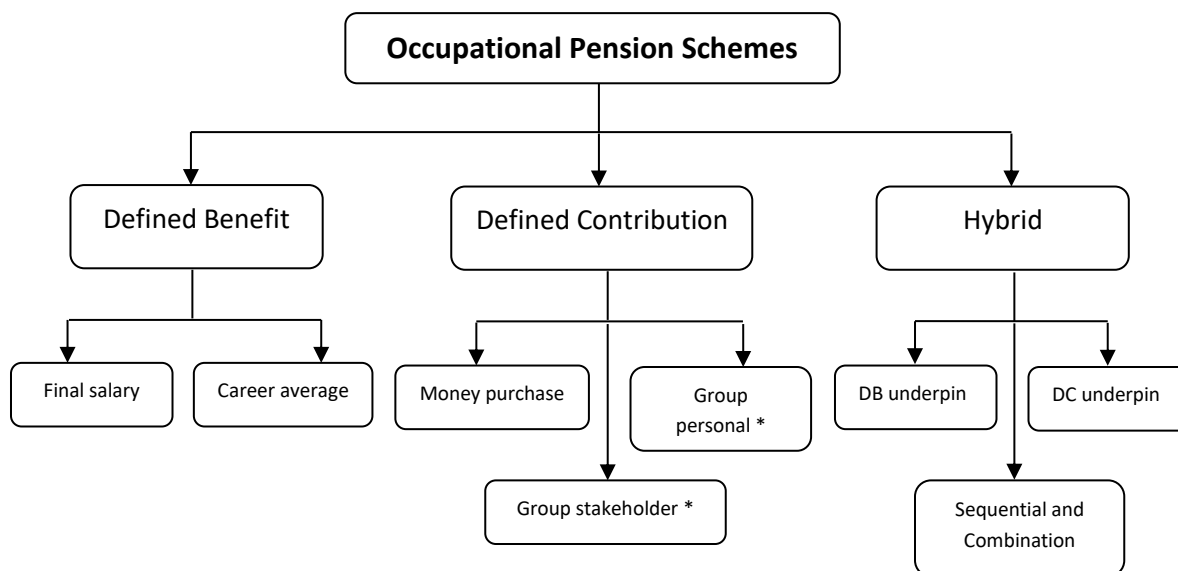 Occupational Pension Schemes
Defined Benefit
Defined Contribution
Hybrid
Final salary
Career average
Money purchase
Group
personal *
DB underpin
DC underpin
Group stakeholder *
Sequential and
Combination